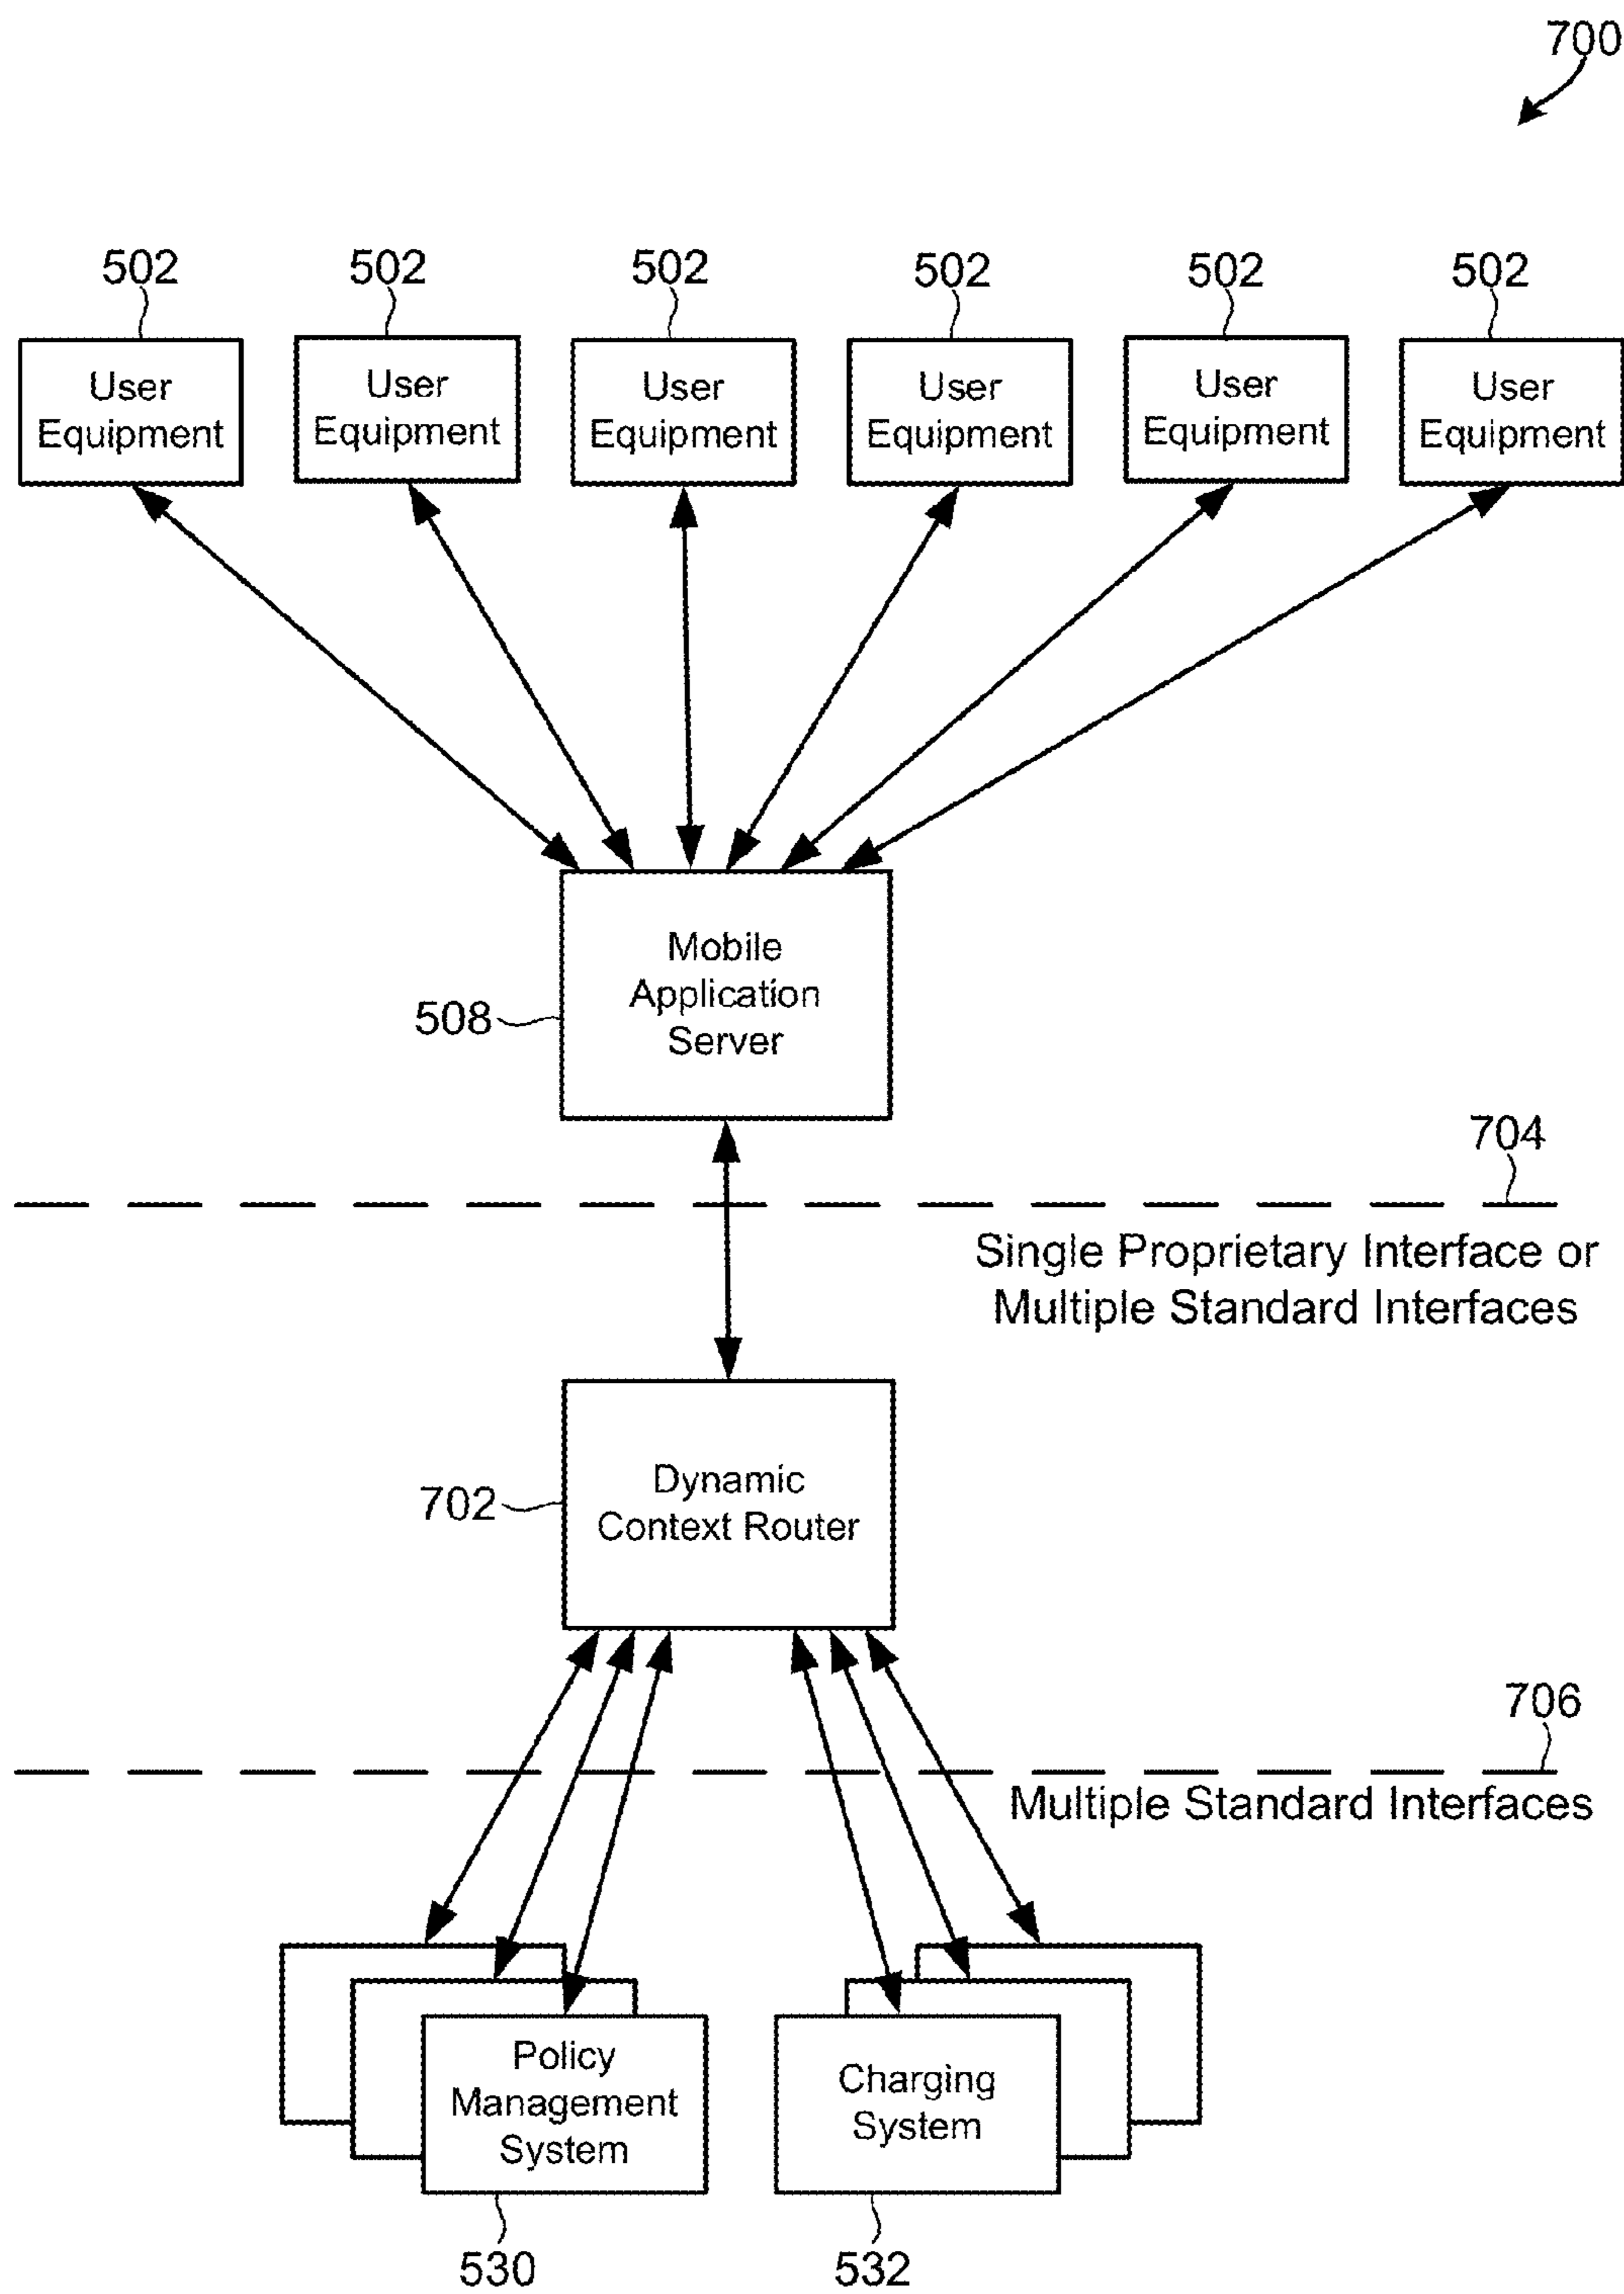 700
502 502 502 502 502 502
User Equipment
User Equipment
User Equipment
User Equipment
User Equipment
User Equipment
Mobile
Application
Server
508
704
Single Proprietary Interface or
Multiple Standard Interfaces
Dynamic
Context Router
702
706
Multiple Standard Interfaces
Policy
Management
System
Charging
System
530
532